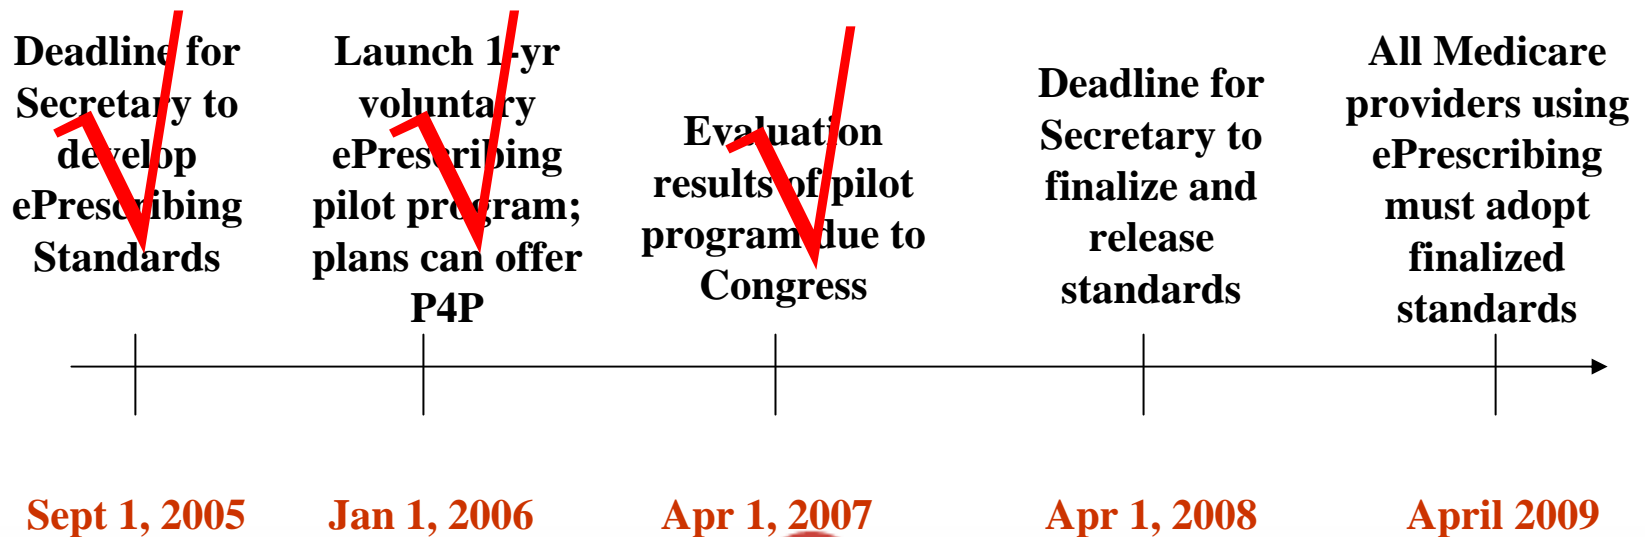 Deadline for
Secretary to
develop
ePrescribing
Standards
Launch 1-yr
voluntary
ePrescribing
pilot program;
plans can offer
P4P
Evaluation
results of pilot
program due to
Congress
Deadline for
Secretary to
finalize and
release
standards
All Medicare
providers using
ePrescribing
must adopt
finalized
standards
Sept 1, 2005
Jan 1, 2006
Apr 1, 2007
Apr 1, 2008
April 2009